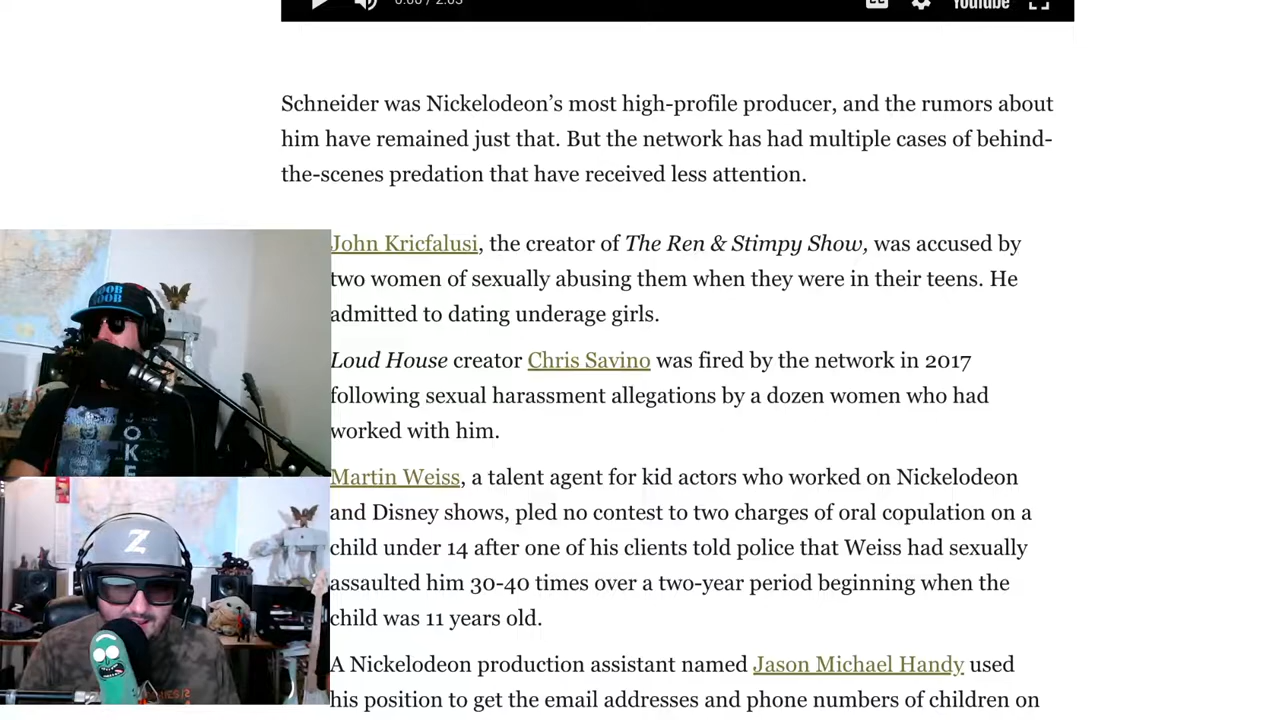 0:00 / 2:05
CC
YouTube
Schneider was Nickelodeon’s most high-profile producer, and the rumors about
him have remained just that. But the network has had multiple cases of behind-
the-scenes predation that have received less attention.
John Kricfalusi, the creator of The Ren & Stimpy Show, was accused by
two women of sexually abusing them when they were in their teens. He
admitted to dating underage girls.
Loud House creator Chris Savino was fired by the network in 2017
following sexual harassment allegations by a dozen women who had
worked with him.
Martin Weiss, a talent agent for kid actors who worked on Nickelodeon
and Disney shows, pled no contest to two charges of oral copulation on a
child under 14 after one of his clients told police that Weiss had sexually
assaulted him 30-40 times over a two-year period beginning when the
child was 11 years old.
A Nickelodeon production assistant named Jason Michael Handy used
his position to get the email addresses and phone numbers of children on
Z